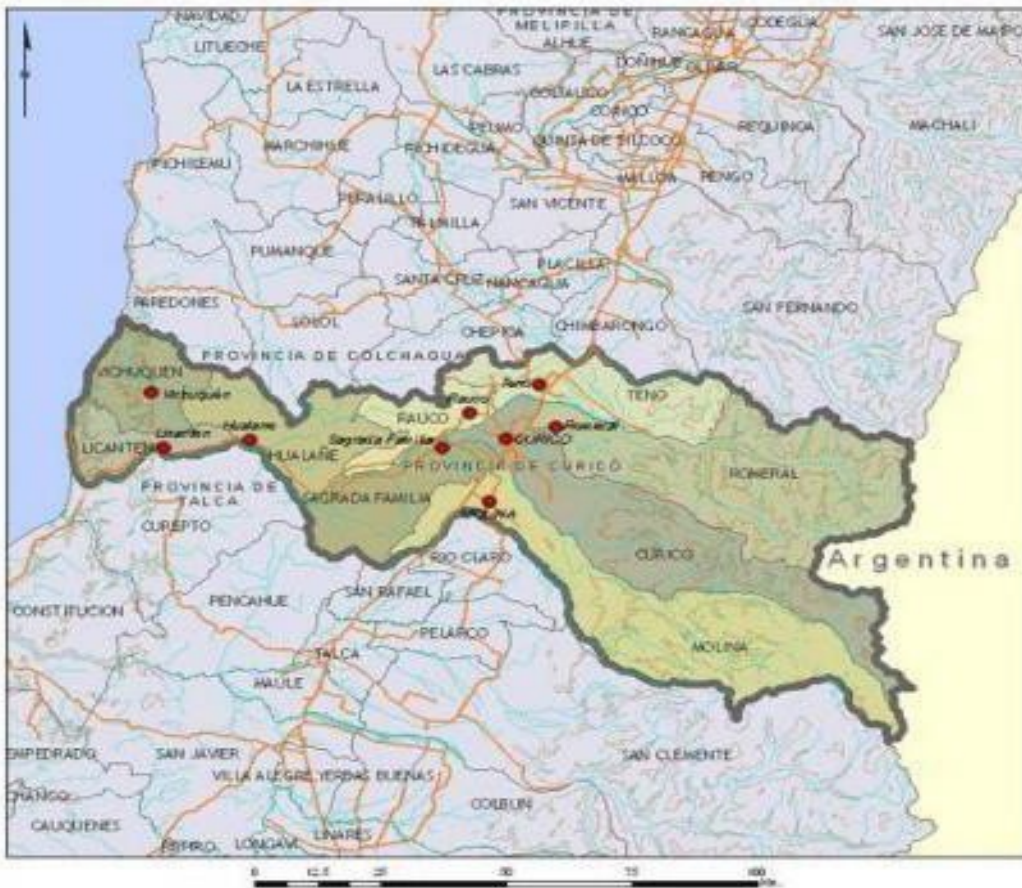 NAVIDAD
PROVINCIA DE
MELIPILLA
CODEGUA
LITUECHE
ALHUE
RANCAGUA
SAN JOSE DE MAIPO
LAS CABRAS
DOÑIHUE
OLIVAR
LA ESTRELLA
COLTAUCO
COINCO
PEUMO
REQUINOA
MACHALI
MARCHIHUE
PICHIDEGUA
QUINTA DE TILCOCO
PICHILEMU
MALLOA
RENGO
PERALILLO
SAN VICENTE
PALMILLA
PUMANQUE
PLACILLA
SANTA CRUZ
NANCAGUA
PAREDONES
SAN FERNANDO
LOLOL
CHEPICA
CHIMBARONGO
PROVINCIA DE COLCHAGUA
VICHUQUEN
Vichuquén
Teno
TENO
Rauco
RAUCO
Hualañe
Romeral
LICANTEN
Licantén
HUALAÑE
Sagrada Familia
CURICO
PROVINCIA DE CURICÓ
ROMERAL
PROVINCIA DE
TALCA
SAGRADA FAMILIA
MOLINA
CUREPTO
RIO CLARO
CURICO
Argentina
CONSTITUCION
PENCAHUE
SAN RAFAEL
PELARCO
MOLINA
TALCA
MAULE
EMPEDRADO
SAN JAVIER
SAN CLEMENTE
VILLA ALEGRE
YERBAS BUENAS
CHANCO
COLBUN
CAUQUENES
LINARES
RETIRO
LONGAVI
0 12,5 25 50 75 100
Km.